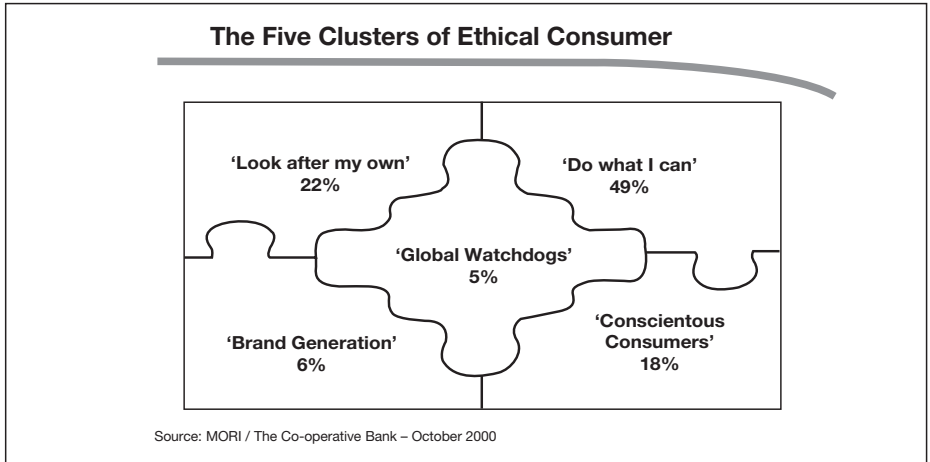 The Five Clusters of Ethical Consumer
‘Look after my own’
22%
‘Do what I can’
49%
‘Global Watchdogs’
5%
‘Brand Generation’
6%
‘Conscientous
Consumers’
18%
Source: MORI / The Co-operative Bank – October 2000